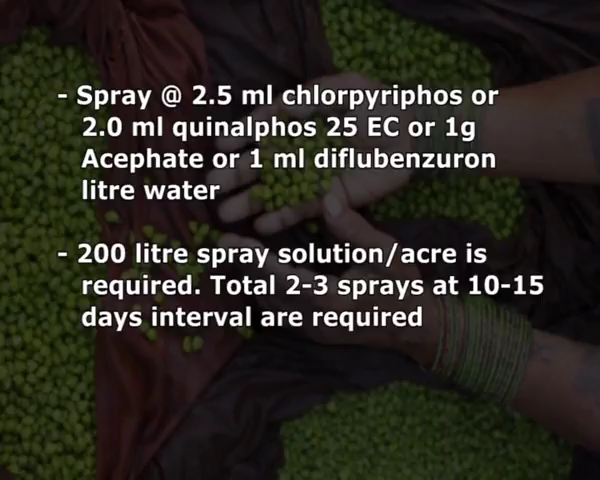 - Spray @ 2.5 ml chlorpyriphos or
2.0 ml quinalphos 25 EC or 1g
Acephate or 1 ml diflubenzuron
litre water
- 200 litre spray solution/acre is
required. Total 2-3 sprays at 10-15
days interval are required